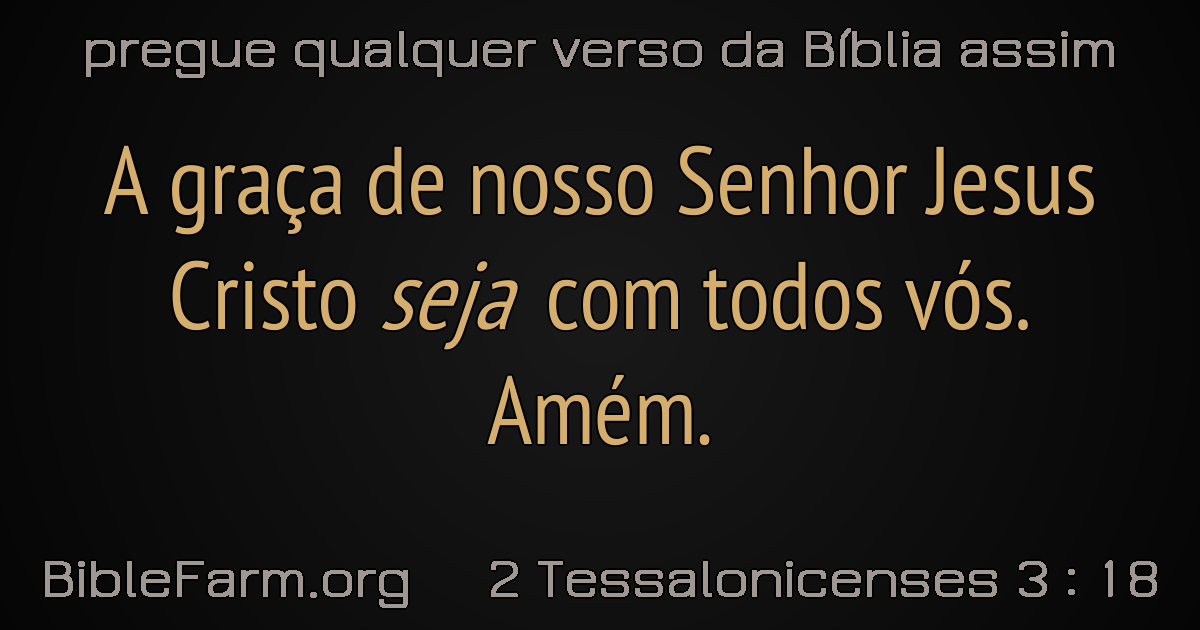 pregue qualquer verso da Bíblia assim
A graça de nosso Senhor Jesus
Cristo seja com todos vós.
Amém.
BibleFarm.org 2 Tessalonicenses 3 : 18